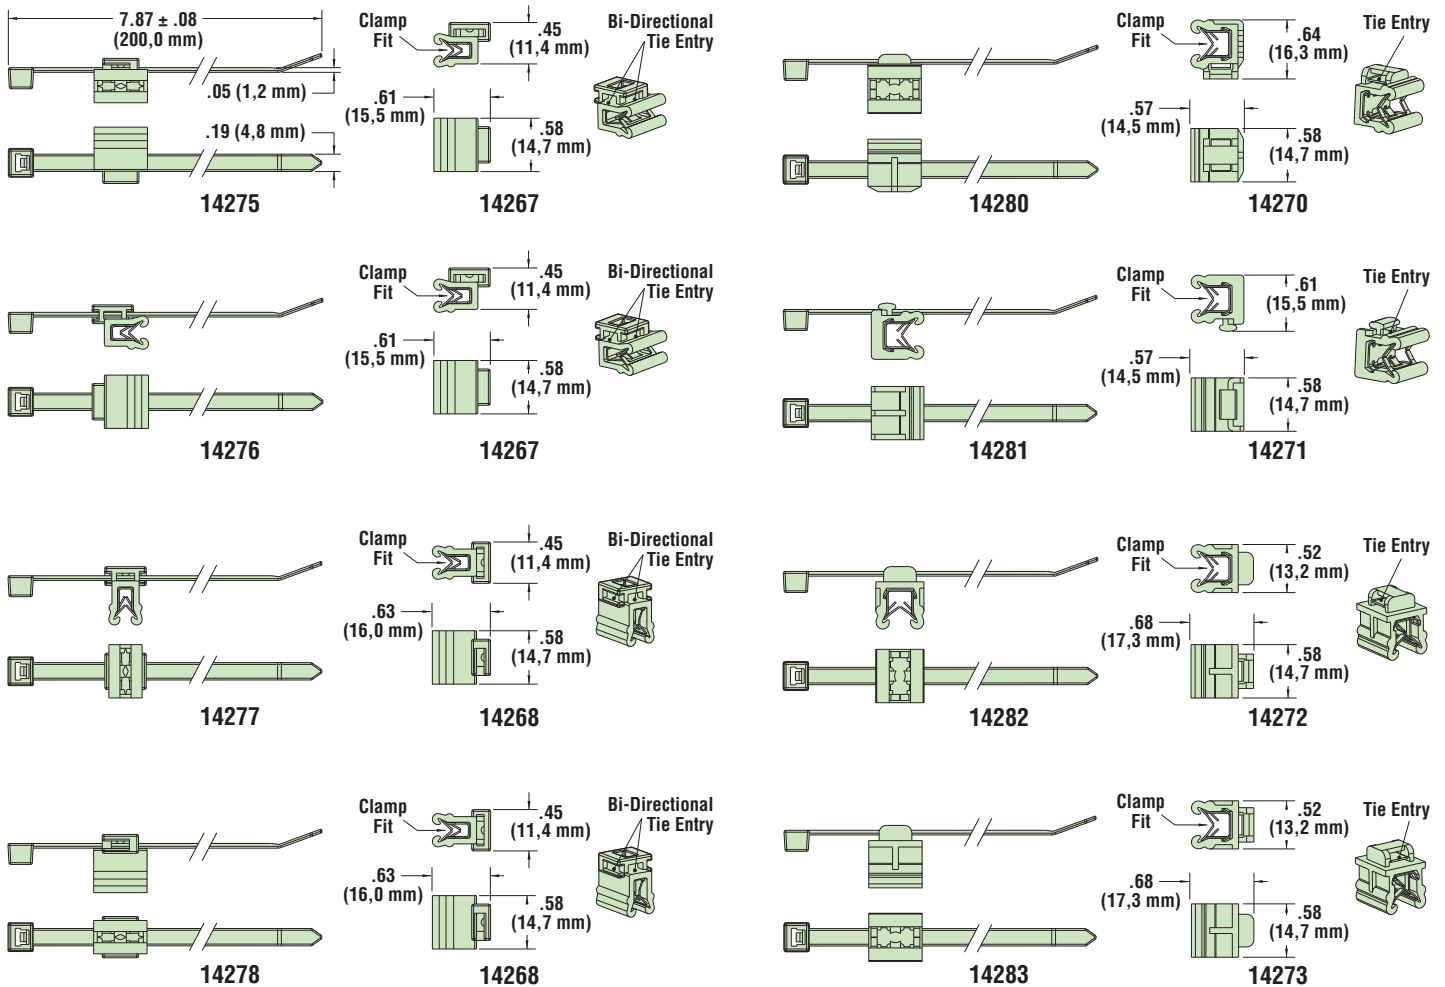 7.87 ± .08
(200,0 mm)
.05 (1,2 mm)
.19 (4,8 mm)
14275
Clamp
Fit
.45
(11,4 mm)
Bi-Directional
Tie Entry
.61
(15,5 mm)
.58
(14,7 mm)
14267
14280
Clamp
Fit
.64
(16,3 mm)
Tie Entry
.57
(14,5 mm)
.58
(14,7 mm)
14270
14276
Clamp
Fit
.45
(11,4 mm)
Bi-Directional
Tie Entry
.61
(15,5 mm)
.58
(14,7 mm)
14267
14281
Clamp
Fit
.61
(15,5 mm)
Tie Entry
.57
(14,5 mm)
.58
(14,7 mm)
14271
14277
Clamp
Fit
.45
(11,4 mm)
Bi-Directional
Tie Entry
.63
(16,0 mm)
.58
(14,7 mm)
14268
14282
Clamp
Fit
.52
(13,2 mm)
Tie Entry
.68
(17,3 mm)
.58
(14,7 mm)
14272
14278
Clamp
Fit
.45
(11,4 mm)
Bi-Directional
Tie Entry
.63
(16,0 mm)
.58
(14,7 mm)
14268
14283
Clamp
Fit
.52
(13,2 mm)
Tie Entry
.68
(17,3 mm)
.58
(14,7 mm)
14273